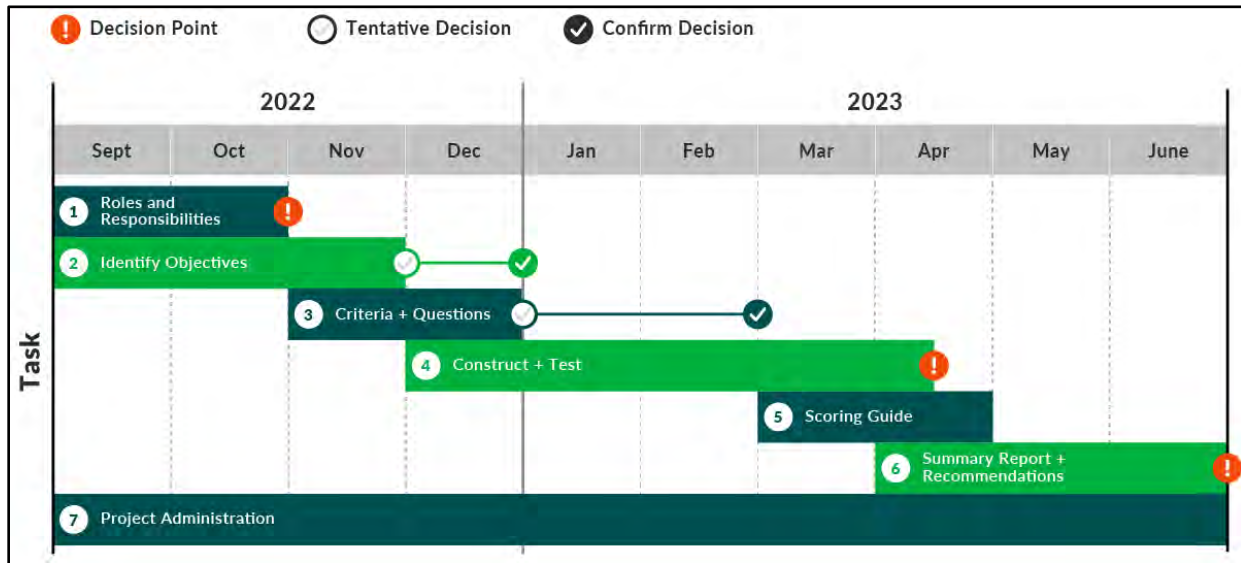 Decision Point
Tentative Decision
Confirm Decision
2022
2023
Sept
Oct
Nov
Dec
Jan
Feb
Mar
Apr
May
June
Task
1
Roles and
Responsibilities
!
2
Identify Objectives
3
Criteria + Questions
4
Construct + Test
!
5
Scoring Guide
6
Summary Report +
Recommendations
!
7
Project Administration